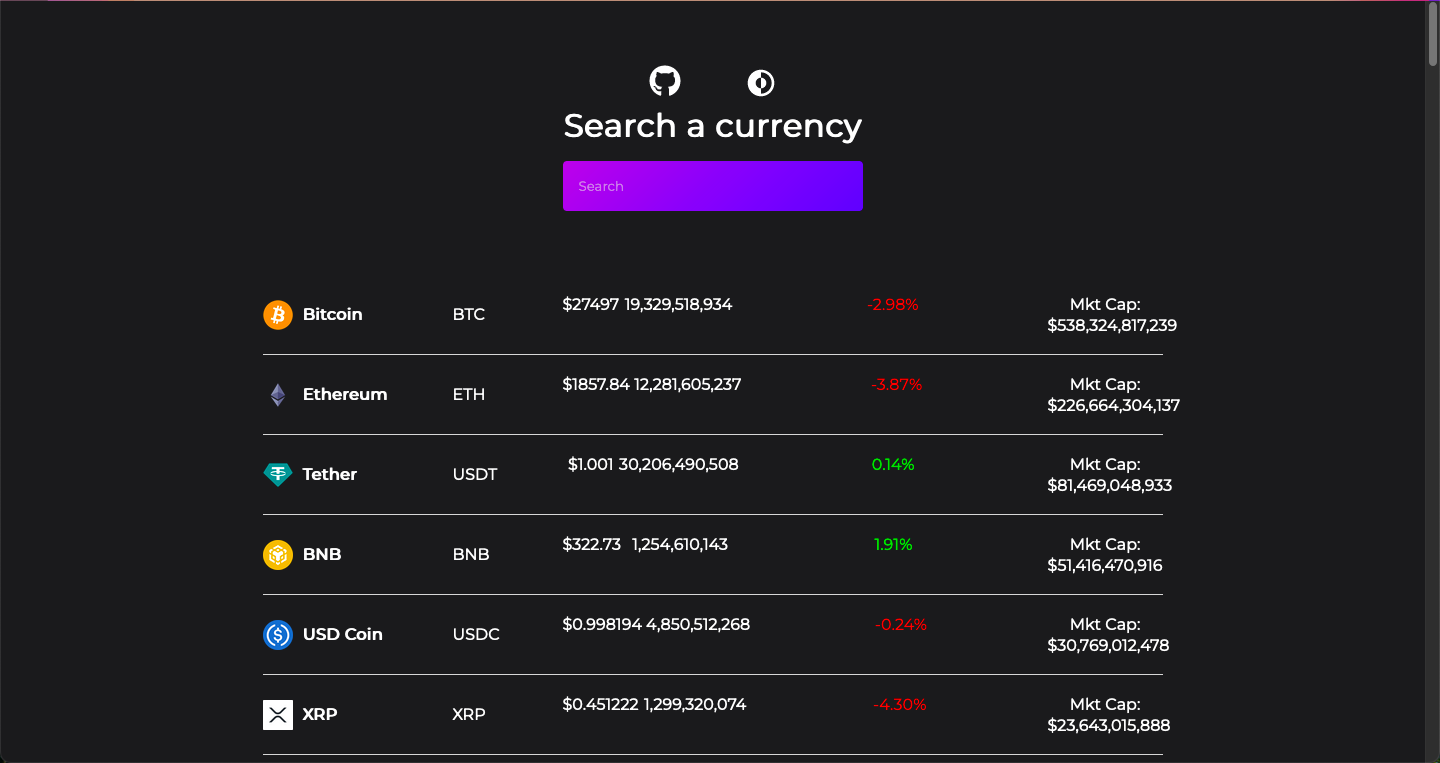 Search a currency
Search
Bitcoin BTC $27497 19,329,518,934 -2.98% Mkt Cap:
$538,324,817,239
Ethereum ETH $1857.84 12,281,605,237 -3.87% Mkt Cap:
$226,664,304,137
Tether USDT $1.001 30,206,490,508 0.14% Mkt Cap:
$81,469,048,933
BNB BNB $322.73 1,254,610,143 1.91% Mkt Cap:
$51,416,470,916
USD Coin USDC $0.998194 4,850,512,268 -0.24% Mkt Cap:
$30,769,012,478
XRP XRP $0.451222 1,299,320,074 -4.30% Mkt Cap:
$23,643,015,888